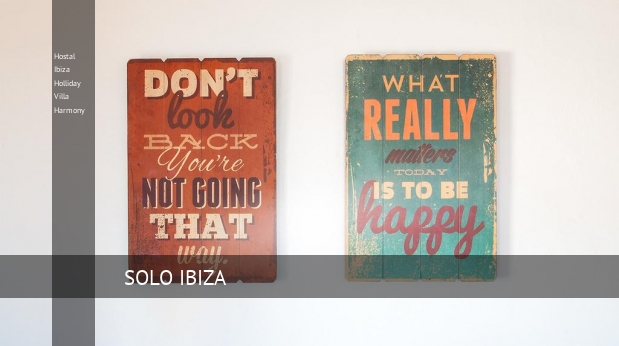 Hostal
Ibiza
Holliday
Villa
Harmony
DON'T
look
BACK
You're
NOT GOING
THAT
way.
WHAT
REALLY
matters
TODAY
IS TO BE
happy
SOLO IBIZA